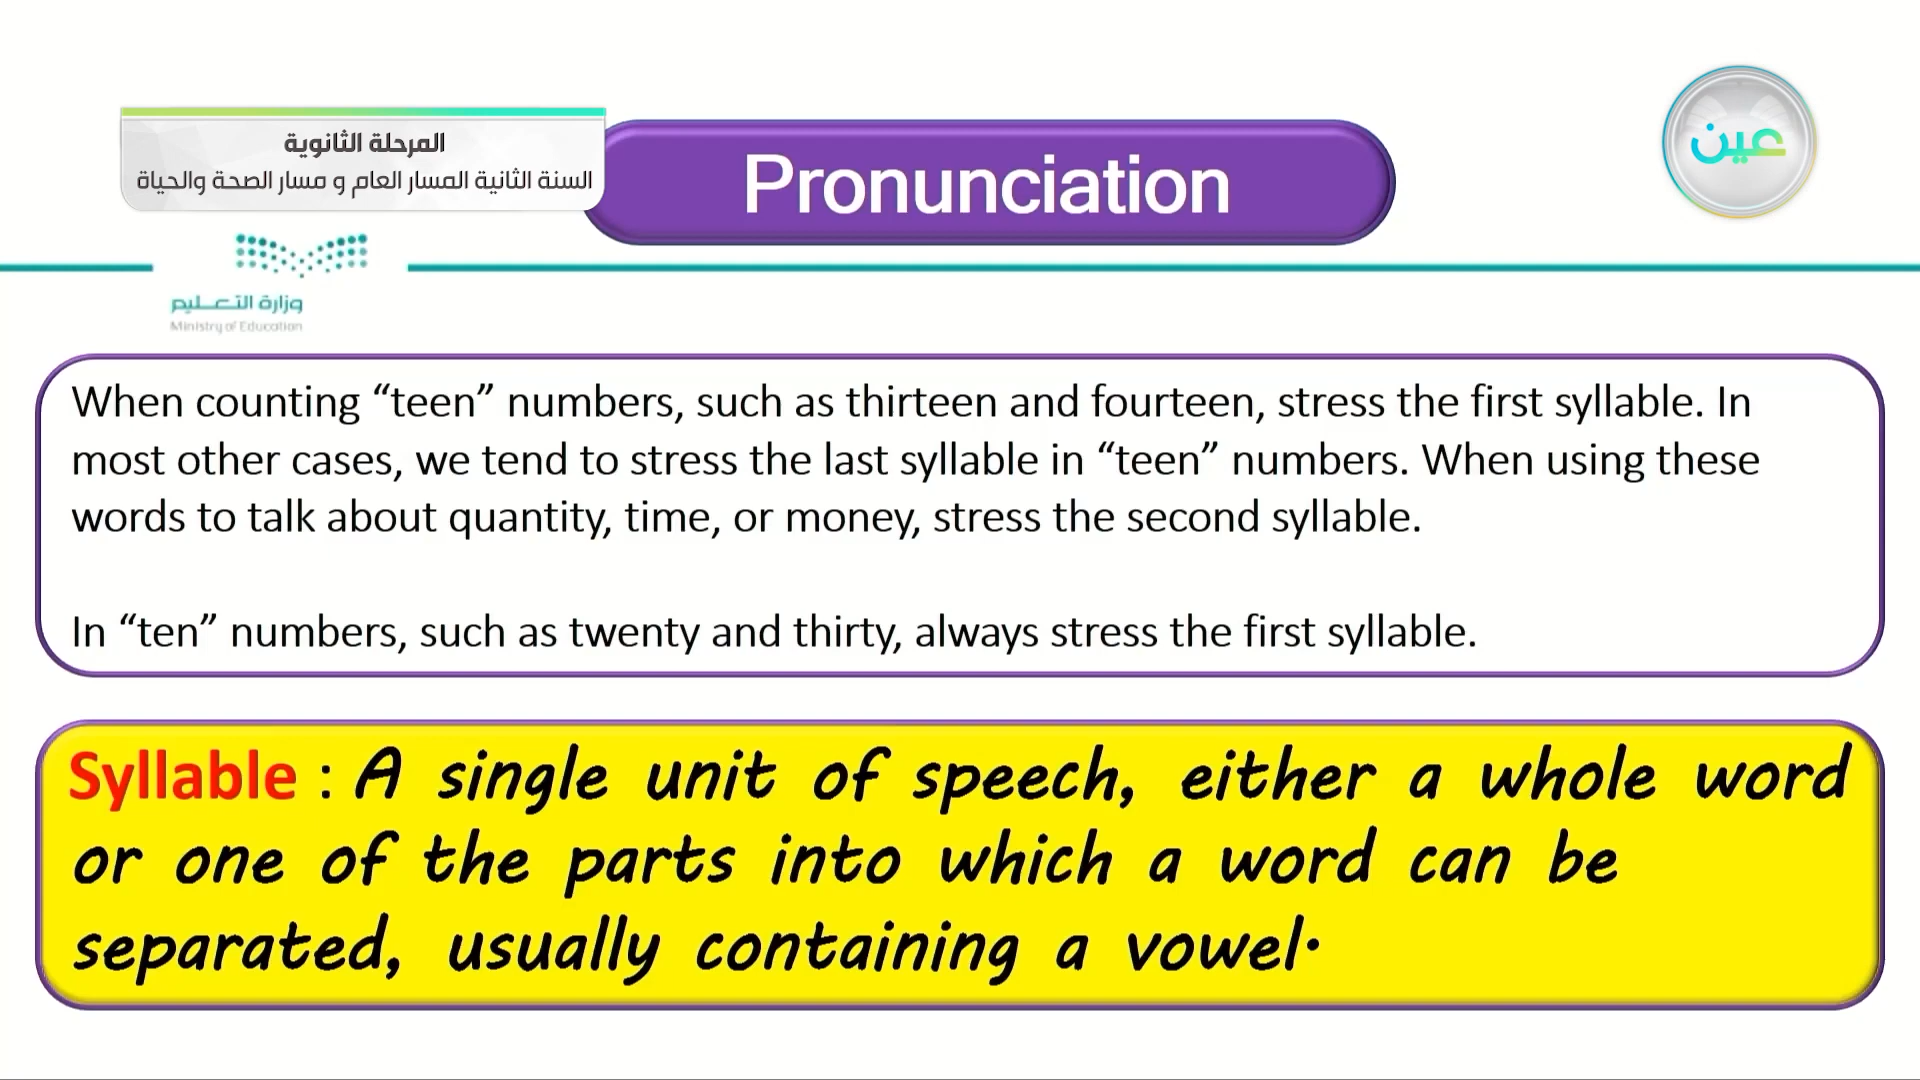 المرحلة الثانوية
السنة الثانية المسار العام و مسار الصحة والحياة
Pronunciation
عين
وزارة التعليم
Ministry of Education
When counting “teen” numbers, such as thirteen and fourteen, stress the first syllable. In
most other cases, we tend to stress the last syllable in “teen” numbers. When using these
words to talk about quantity, time, or money, stress the second syllable.
In “ten” numbers, such as twenty and thirty, always stress the first syllable.
Syllable : A single unit of speech, either a whole word
or one of the parts into which a word can be
separated, usually containing a vowel.